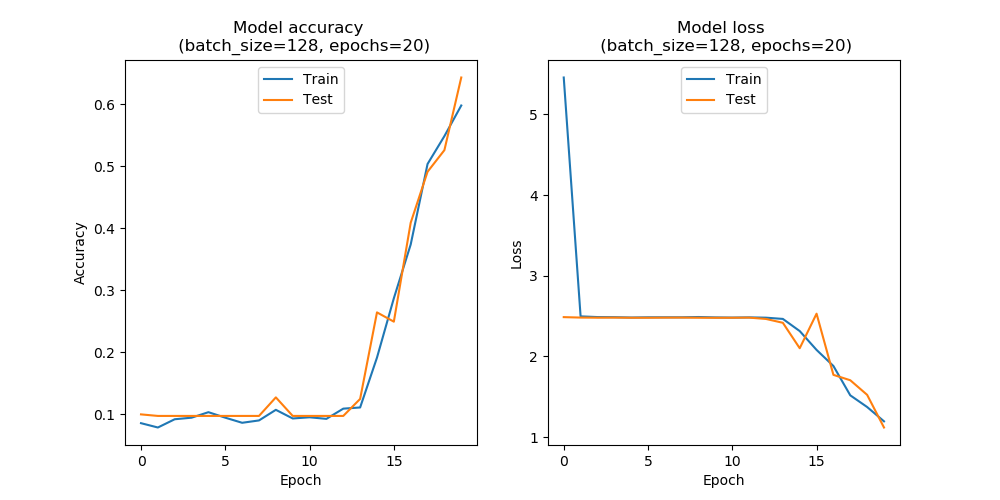 Model accuracy
(batch_size=128, epochs=20)
Train
Test
0.6
0.5
0.4
0.3
0.2
0.1
Accuracy
0
5
10
15
Epoch
Model loss
(batch_size=128, epochs=20)
Train
Test
5
4
3
2
1
Loss
0
5
10
15
Epoch